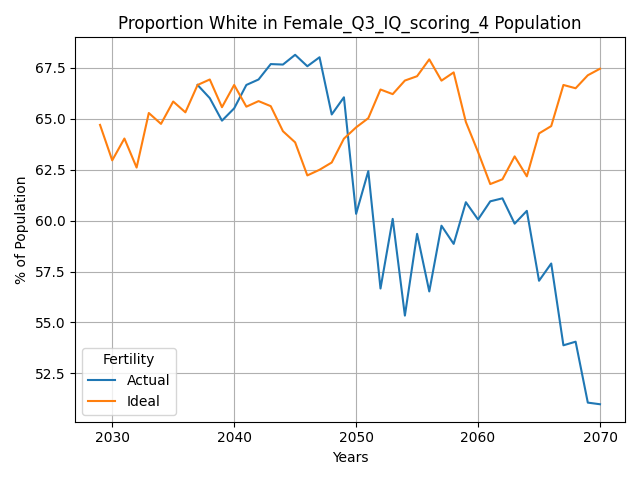 Proportion White in Female_Q3_IQ_scoring_4 Population
% of Population
67.5
65.0
62.5
60.0
57.5
55.0
52.5
Fertility
Actual
Ideal
2030 2040 2050 2060 2070
Years